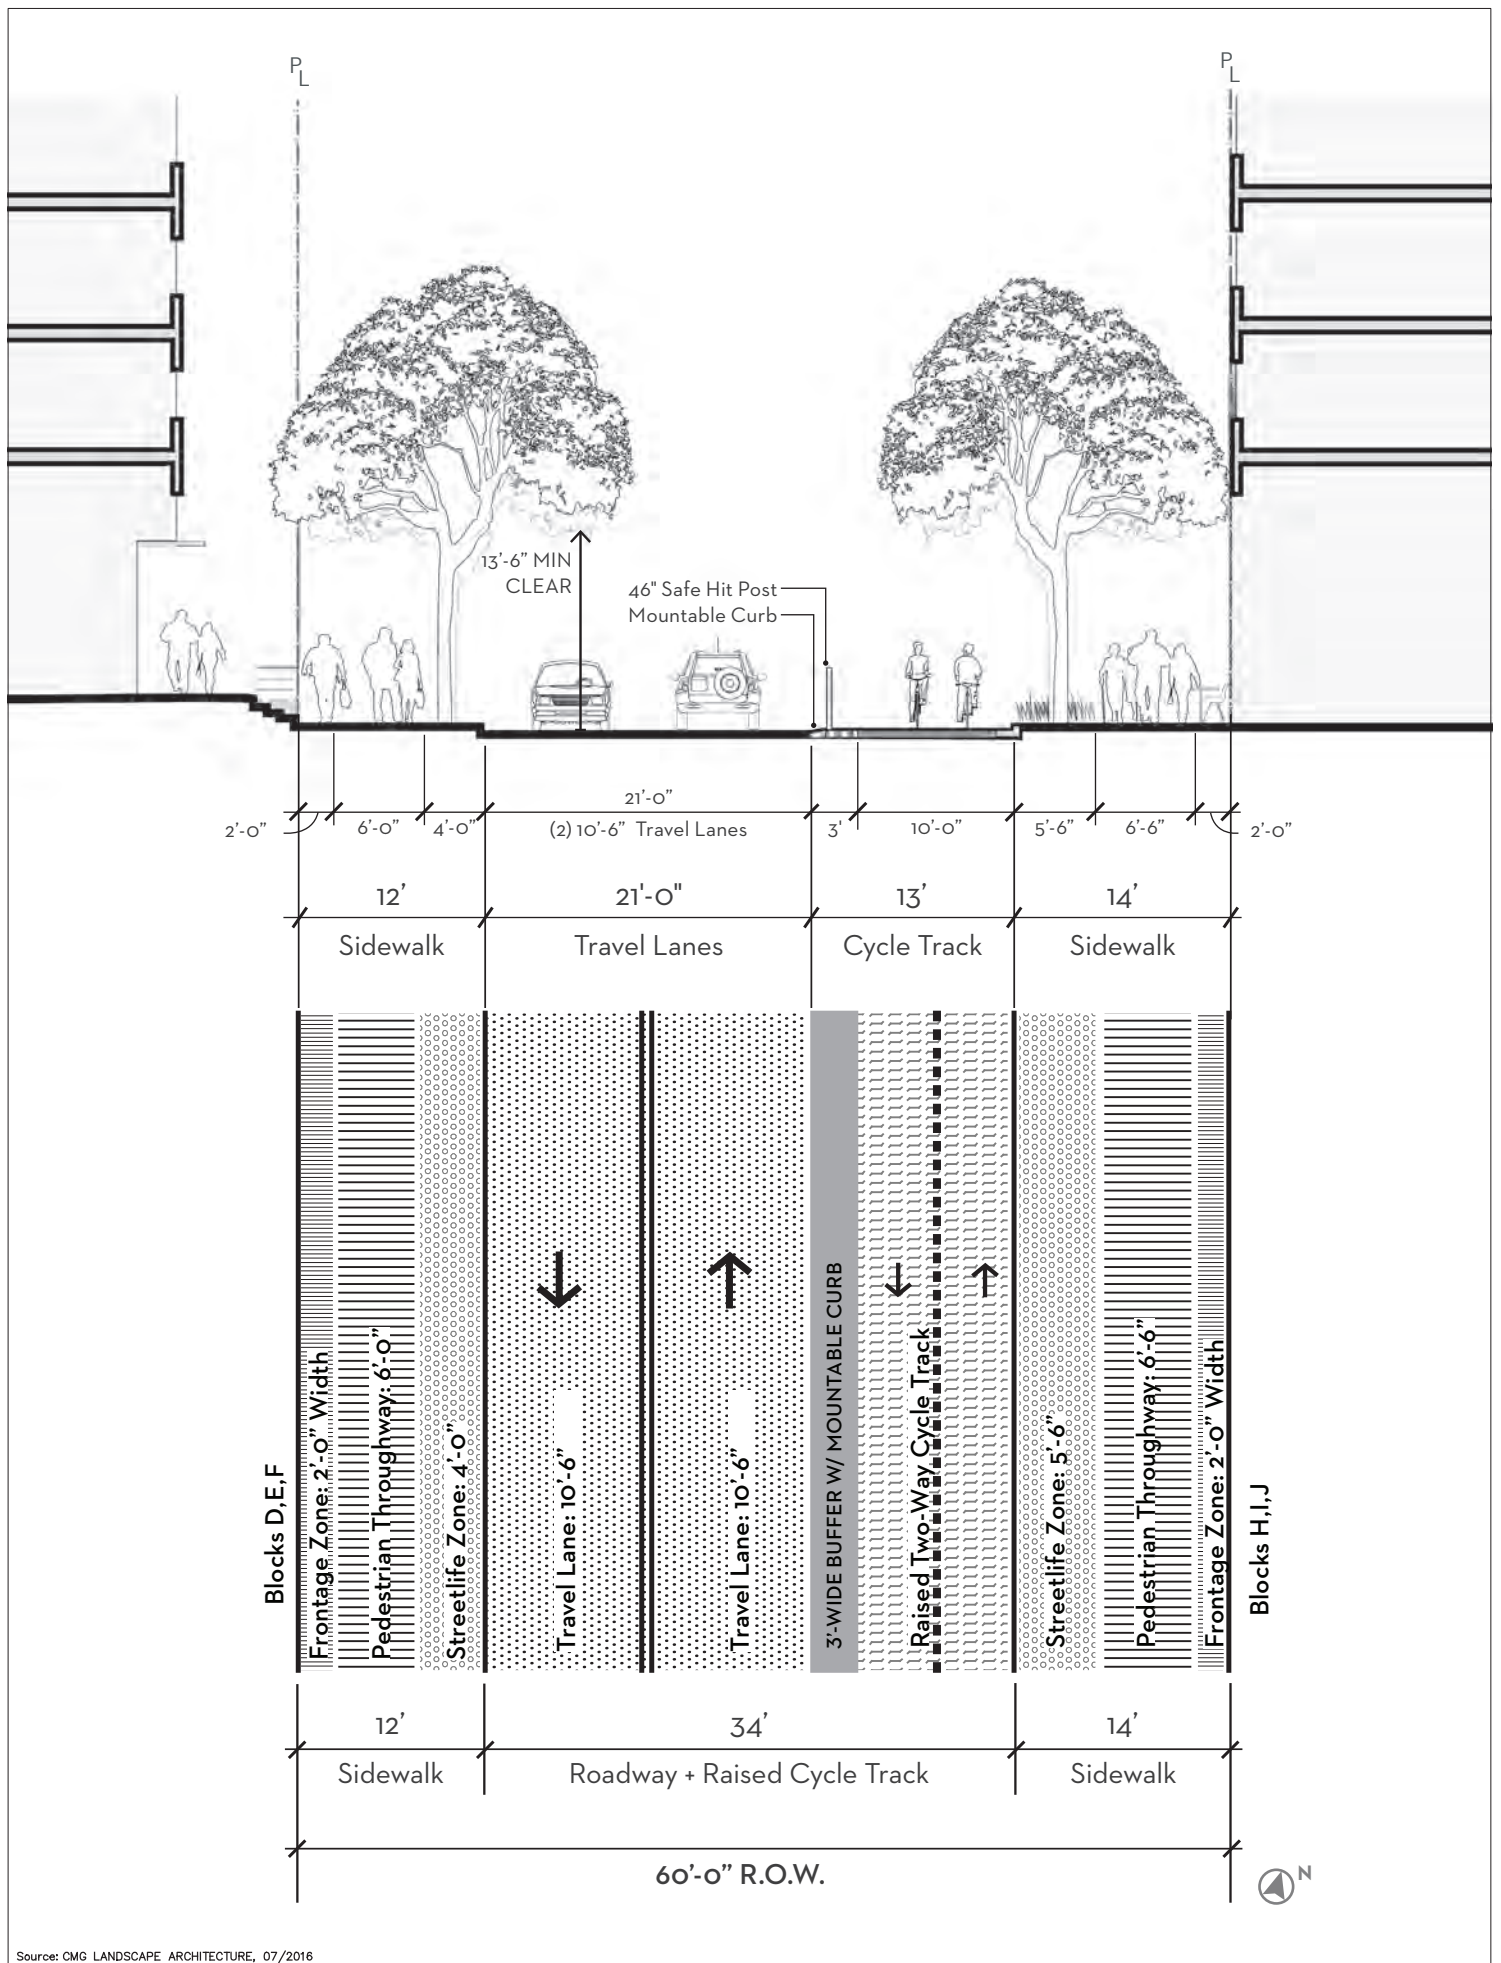 PL
PL
13'-6” MIN
CLEAR
46" Safe Hit Post
Mountable Curb
21'-0”
2'-0”
6'-0”
4'-0”
(2) 10'-6” Travel Lanes
3'
10'-0”
5'-6”
6'-6”
2'-0”
12'
21'-0"
13'
14'
Sidewalk
Travel Lanes
Cycle Track
Sidewalk
Blocks D,E,F
Frontage Zone: 2'-0” Width
Pedestrian Throughway: 6'-0”
Streetlife Zone: 4'-0”
Travel Lane: 10'-6”
Travel Lane: 10'-6”
3'-WIDE BUFFER W/ MOUNTABLE CURB
Raised Two-Way Cycle Track
Streetlife Zone: 5'-6”
Pedestrian Throughway: 6'-6”
Frontage Zone: 2'-0” Width
Blocks H,I,J
12'
34'
14'
Sidewalk
Roadway + Raised Cycle Track
Sidewalk
60'-0” R.O.W.
N
Source: CMG LANDSCAPE ARCHITECTURE, 07/2016